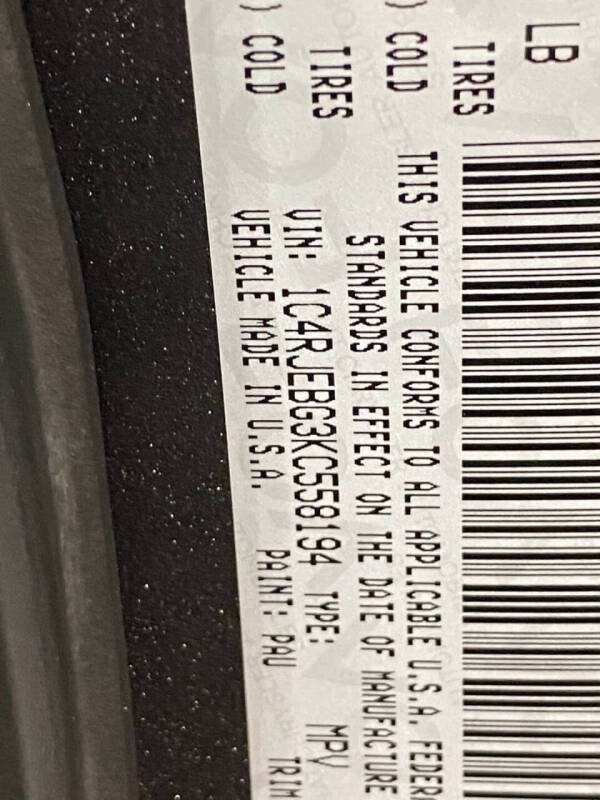 LB
TIRES
) COLD
TIRES
) COLD
THIS VEHICLE CONFORMS TO ALL APPLICABLE U.S.A. FEDER
STANDARDS IN EFFECT ON THE DATE OF MANUFACTURE
VIN: 1C4RJEBG3KC558194 TYPE: MPV
VEHICLE MADE IN U.S.A. PAINT: PAU TRIM